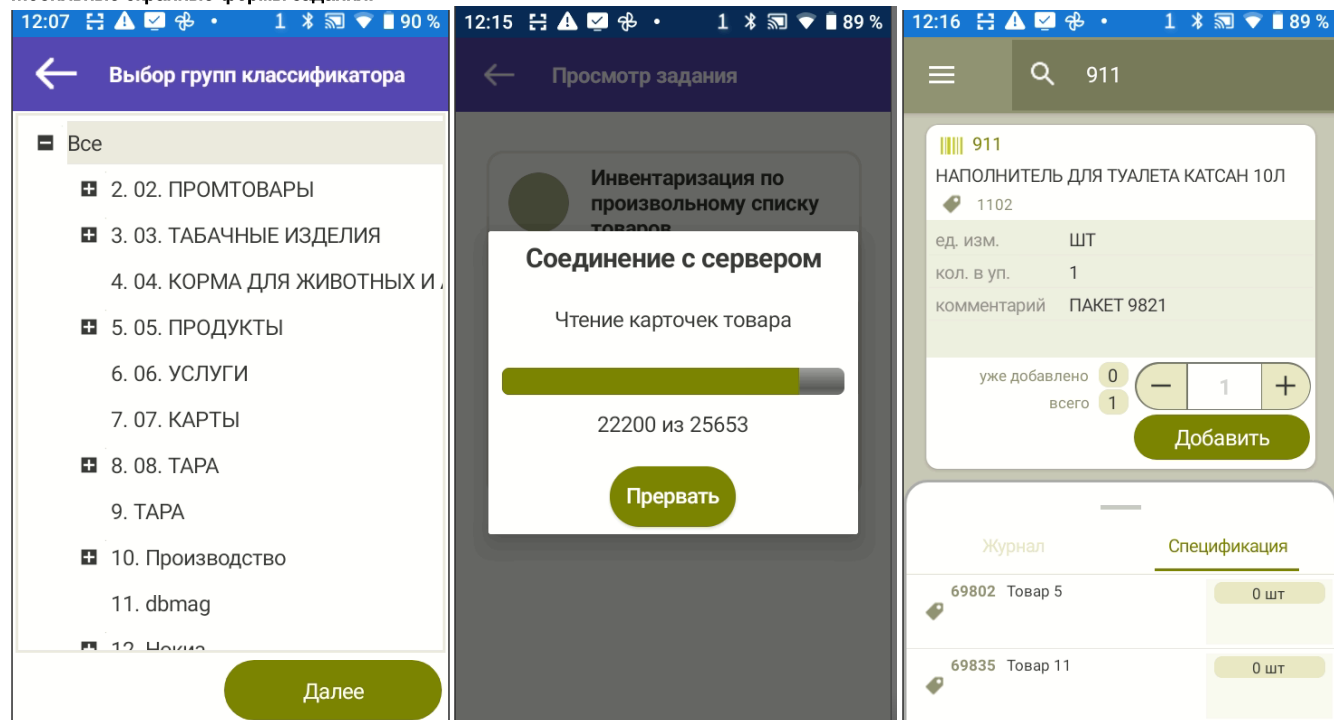 12:07 1 90 %
Выбор групп классификатора
Все
2. 02. ПРОМТОВАРЫ
3. 03. ТАБАЧНЫЕ ИЗДЕЛИЯ
4. 04. КОРМА ДЛЯ ЖИВОТНЫХ И
5. 05. ПРОДУКТЫ
6. 06. УСЛУГИ
7. 07. КАРТЫ
8. 08. ТАРА
9. ТАРА
10. Производство
11. dbmag
Далее
12:15 1 89 %
Просмотр задания
Инвентаризация по
произвольному списку
товаров
Соединение с сервером
Чтение карточек товара
22200 из 25653
Прервать
12:16 1 89 %
911
911
НАПОЛНИТЕЛЬ ДЛЯ ТУАЛЕТА КАТСАН 10Л
1102
ед. изм. ШТ
кол. в уп. 1
комментарий ПАКЕТ 9821
уже добавлено 0
всего 1
− 1 +
Добавить
Журнал Спецификация
69802 Товар 5 0 шт
69835 Товар 11 0 шт